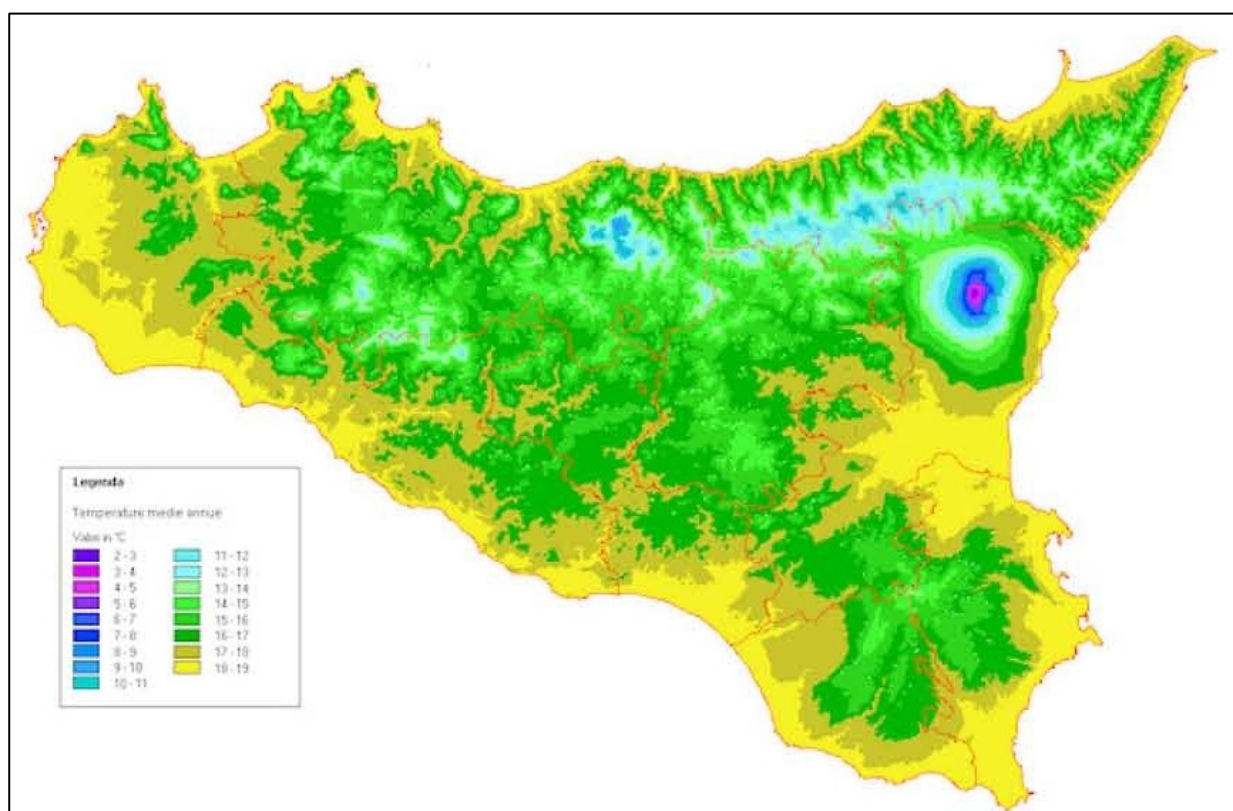 Legenda
Temperature medie annue
Valori in °C
2 - 3
3 - 4
4 - 5
5 - 6
6 - 7
7 - 8
8 - 9
9 - 10
10 - 11
11 - 12
12 - 13
13 - 14
14 - 15
15 - 16
16 - 17
17 - 18
18 - 19